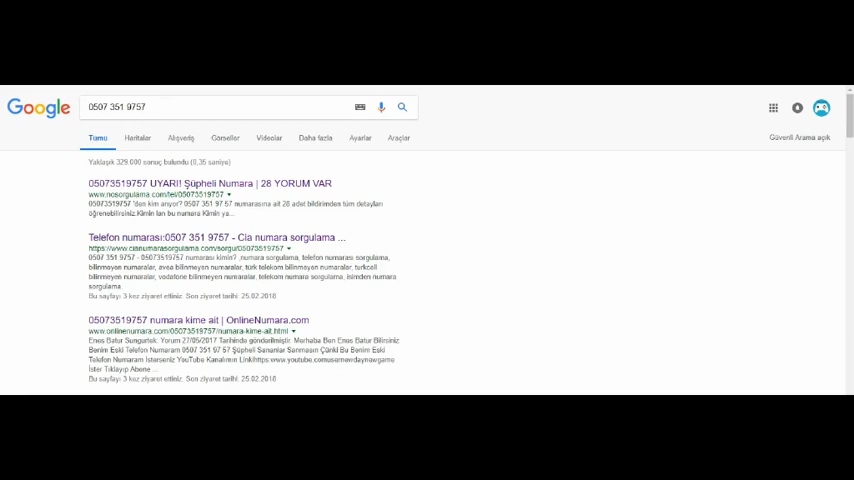 Google
0507 351 9757
Tümü Haritalar Alışveriş Görseller Videolar Daha fazla Ayarlar Araçlar
Güvenli Arama açık
Yaklaşık 329.000 sonuç bulundu (0,35 saniye)
05073519757 UYARI! Şüpheli Numara | 28 YORUM VAR
www.nosorgulama.com/tel/05073519757
05073519757 'den kim arıyor? 0507 351 97 57 numarasına ait 28 adet bildirimden tüm detayları
öğrenebilirsiniz.Kimin lan bu numara Kimin ya...
Telefon numarası:0507 351 9757 - Cia numara sorgulama ...
https://www.cianumarasorgulama.com/sorgu/05073519757
0507 351 9757 - 05073519757 numarası kimin? ,numara sorgulama, telefon numarası sorgulama,
bilinmeyen numaralar, avea bilinmeyen numaralar, türk telekom bilinmeyen numaralar, turkcell
bilinmeyen numaralar, vodafone bilinmeyen numaralar, telekom numara sorgulama, isimden numara
sorgulama.
Bu sayfayı 3 kez ziyaret ettiniz. Son ziyaret tarihi: 25.02.2018
05073519757 numara kime ait | OnlineNumara.com
www.onlinenumara.com/05073519757/numara-kime-ait.html
Enes Batur Sungurtek: Yorum 27/05/2017 Tarihinde gönderilmiştir. Merhaba Ben Enes Batur Bilirsiniz
Benim Eski Telefon Numaram 0507 351 97 57 Şüpheli Sananlar Sanmasın Çünkü Bu Benim Eski
Telefon Numaram İsterseniz YouTube Kanalımın Linkihttps:www.youtube.comusernewdaynewgame
İster Tıklayıp Abone ...
Bu sayfayı 3 kez ziyaret ettiniz. Son ziyaret tarihi: 25.02.2018